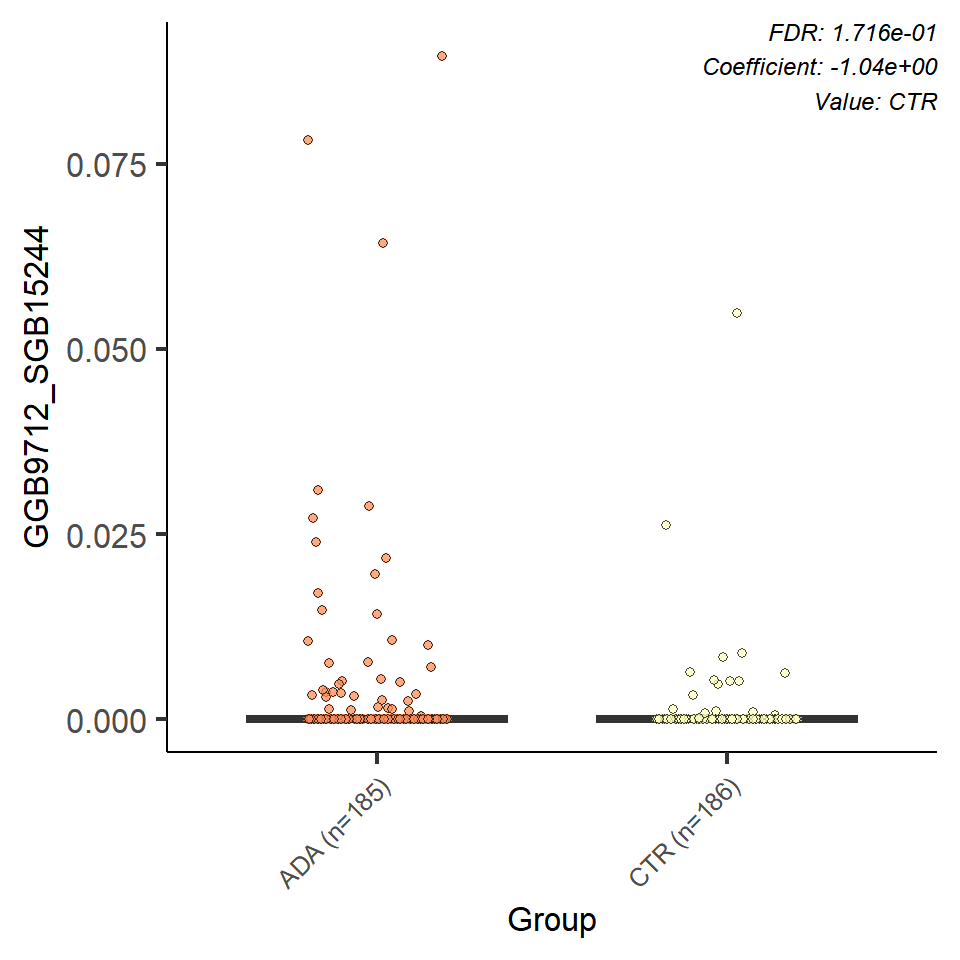 FDR: 1.716e-01
Coefficient: -1.04e+00
Value: CTR
GGB9712_SGB15244
0.075
0.050
0.025
0.000
ADA (n=185)
CTR (n=186)
Group